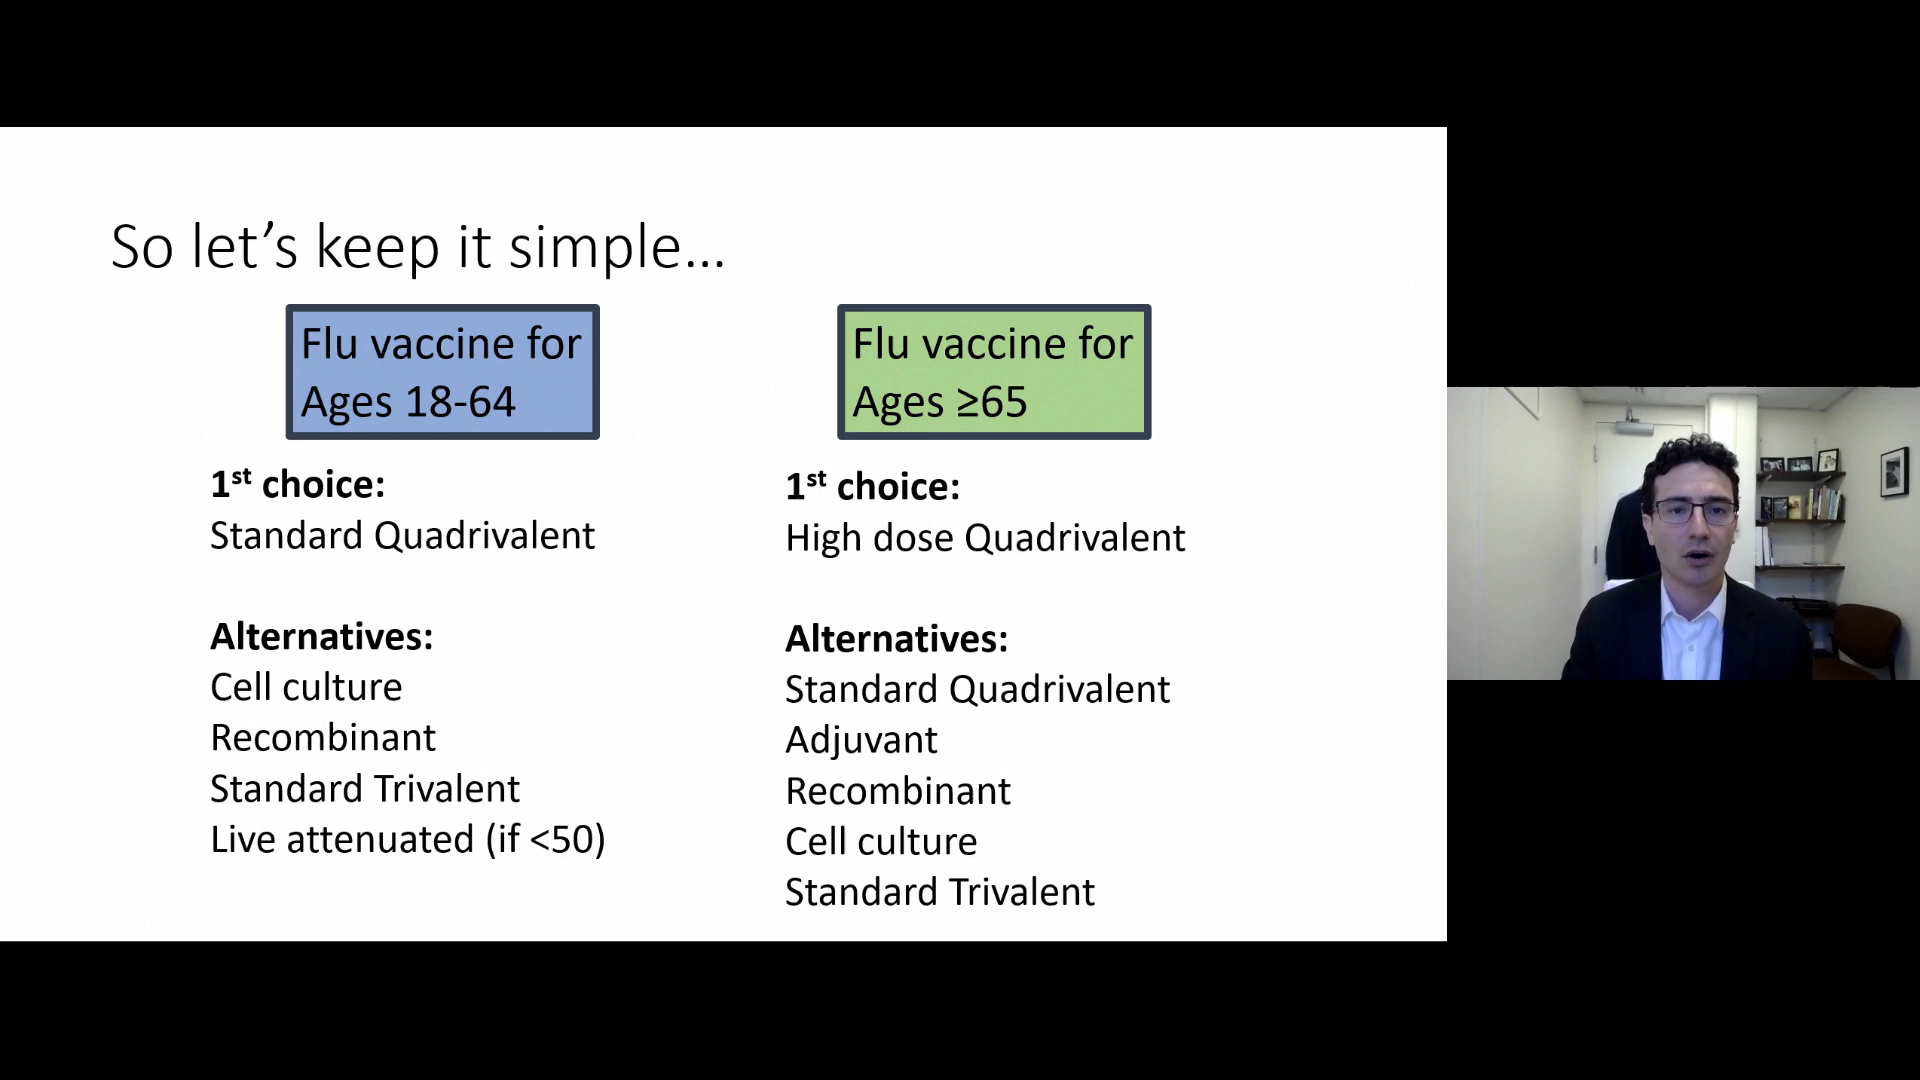 So let’s keep it simple…
Flu vaccine for
Ages 18-64
1st choice:
Standard Quadrivalent
Alternatives:
Cell culture
Recombinant
Standard Trivalent
Live attenuated (if <50)
Flu vaccine for
Ages ≥65
1st choice:
High dose Quadrivalent
Alternatives:
Standard Quadrivalent
Adjuvant
Recombinant
Cell culture
Standard Trivalent